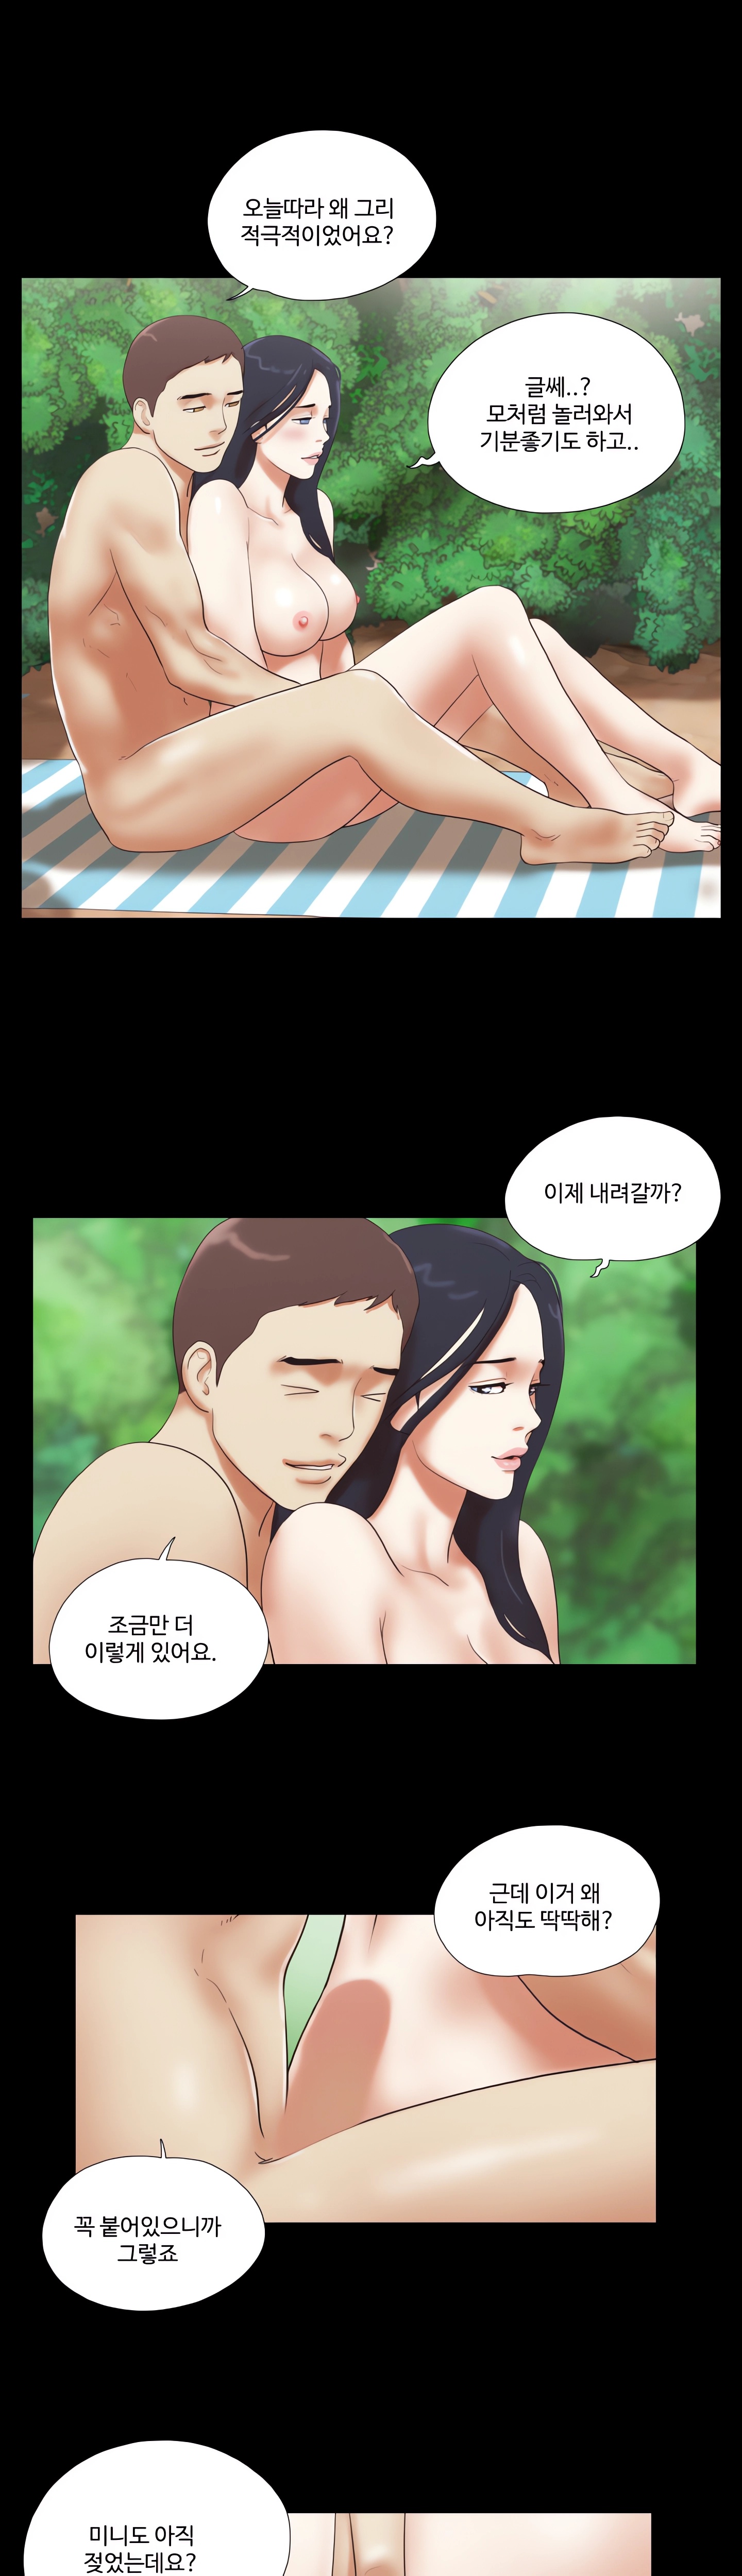 오늘따라 왜 그리
적극적이었어요?
글쎄..?
모처럼 놀러와서
기분좋기도 하고..
이제 내려갈까?
조금만 더
이렇게 있어요.
근데 이거 왜
아직도 딱딱해?
꼭 붙어있으니까
그렇죠
미니도 아직
젖었는데요?